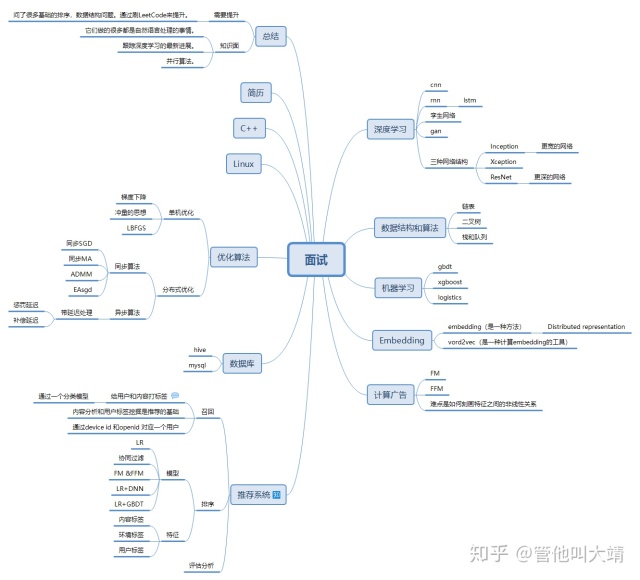 面试
总结
需要提升
问了很多基础的排序、数据结构问题。通过刷LeetCode来提升。
知识面
它们做的很多都是自然语言处理的事情。
跟踪深度学习的最新进展。
并行算法。
简历
C++
Linux
优化算法
单机优化
梯度下降
冲量的思想
LBFGS
分布式优化
同步算法
同步SGD
同步MA
ADMM
EAsgd
异步算法
带延迟处理
惩罚延迟
补偿延迟
数据库
hive
mysql
推荐系统
召回
给用户和内容打标签
通过一个分类模型
内容分析和用户标签挖掘是推荐的基础
通过device id 和openid 对应一个用户
排序
模型
LR
协同过滤
FM &FFM
LR+DNN
LR+GBDT
特征
内容标签
环境标签
用户标签
评估分析
深度学习
cnn
rnn
lstm
孪生网络
gan
三种网络结构
Inception
更宽的网络
Xception
ResNet
更深的网络
数据结构和算法
链表
二叉树
栈和队列
机器学习
gbdt
xgboost
logistics
Embedding
embedding（是一种方法）
Distributed representation
vord2vec（是一种计算embedding的工具）
计算广告
FM
FFM
难点是如何刻画特征之间的非线性关系
知乎 @管他叫大靖